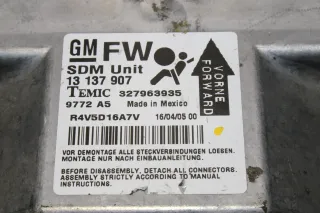 GM FW
SDM Unit
13 137 907
TEMIC 327963935
9772 A5 Made in Mexico
R4V5D16A7V 16/04/05 00
VORNE
FORWARD
VOR DEMONTAGE ALLE STECKVERBINDUNGEN LOESEN.
MONTAGE NUR NACH EINBAUANLEITUNG.
BEFORE DISASSEMBLY, DETACH ALL CONNECTORS.
ASSEMBLY STRICTLY ACCORDING TO MOUNTING
INSTRUCTIONS.